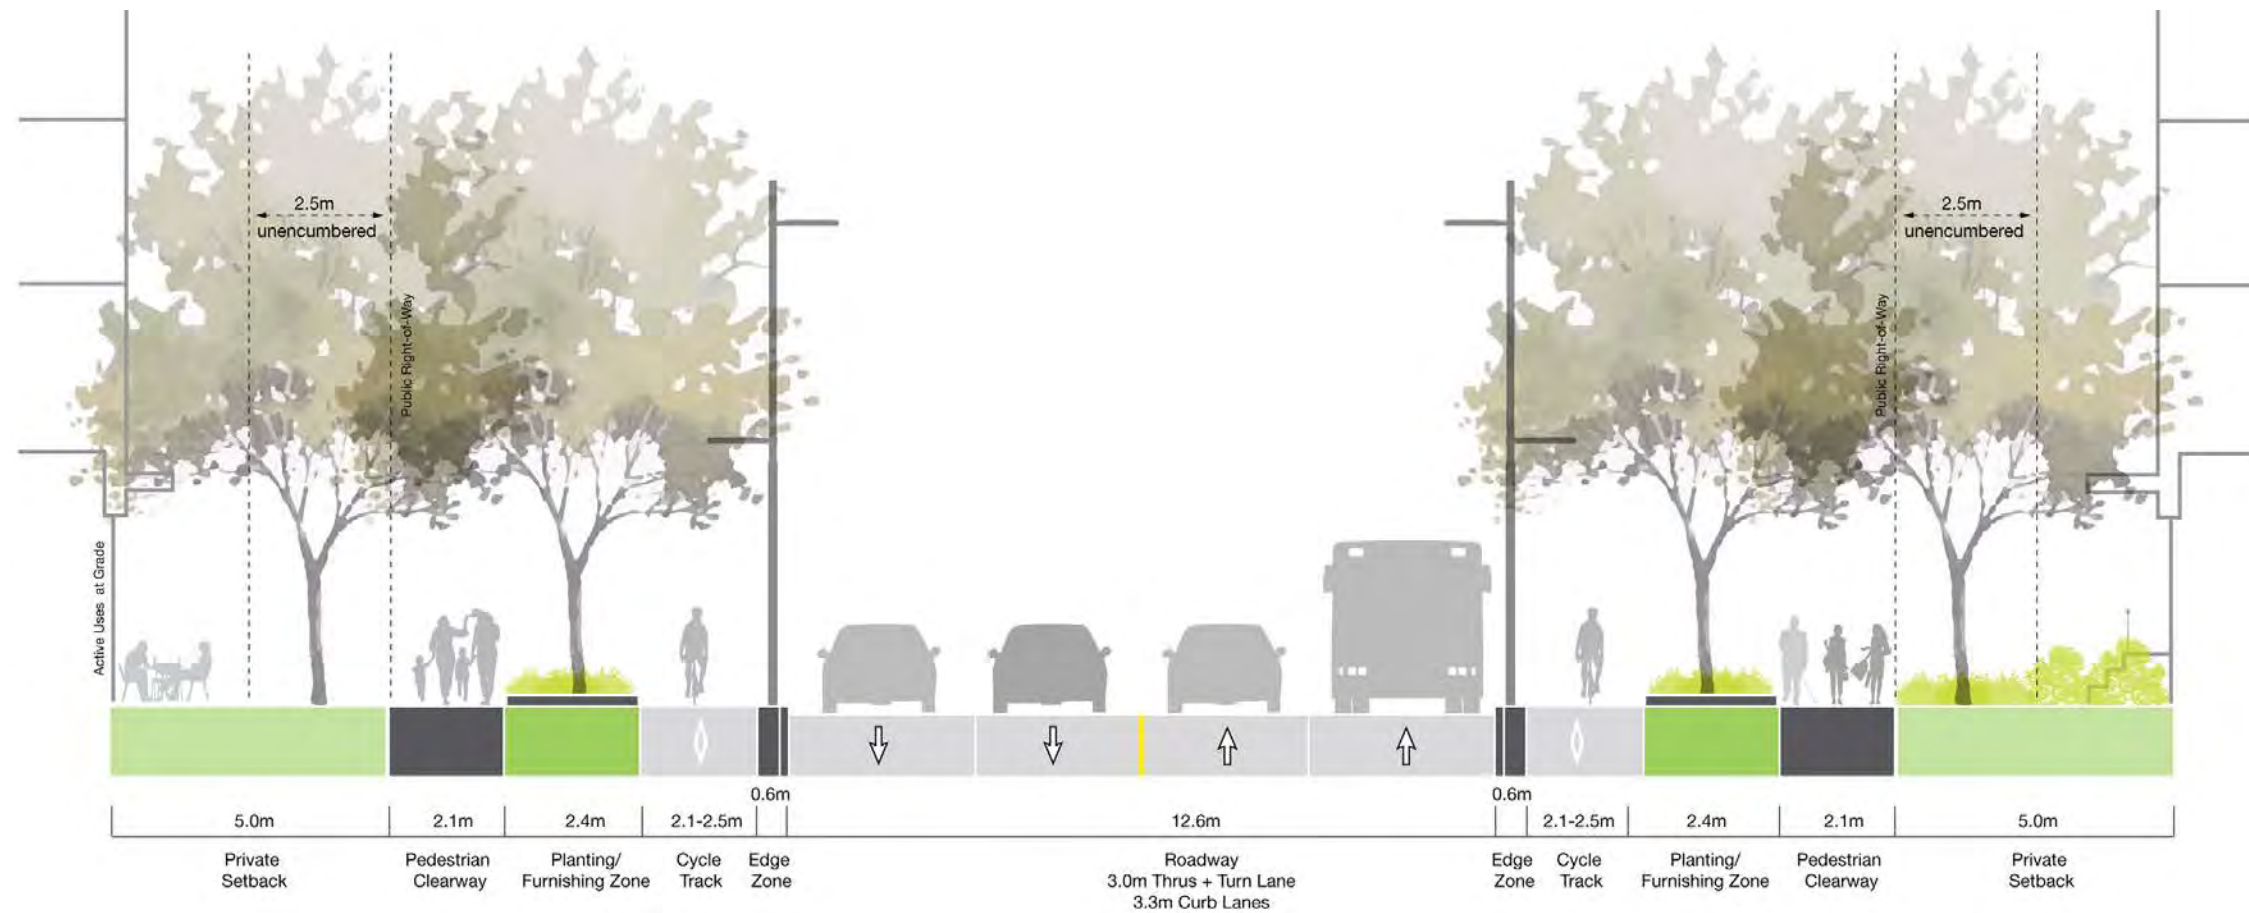 2.5m
unencumbered
2.5m
unencumbered
Public Right-of-Way
Public Right-of-Way
Active Uses at Grade
0.6m
0.6m
5.0m
2.1m
2.4m
2.1-2.5m
12.6m
2.1-2.5m
2.4m
2.1m
5.0m
Private
Setback
Pedestrian
Clearway
Planting/
Furnishing Zone
Cycle
Track
Edge
Zone
Roadway
3.0m Thrus + Turn Lane
3.3m Curb Lanes
Edge
Zone
Cycle
Track
Planting/
Furnishing Zone
Pedestrian
Clearway
Private
Setback